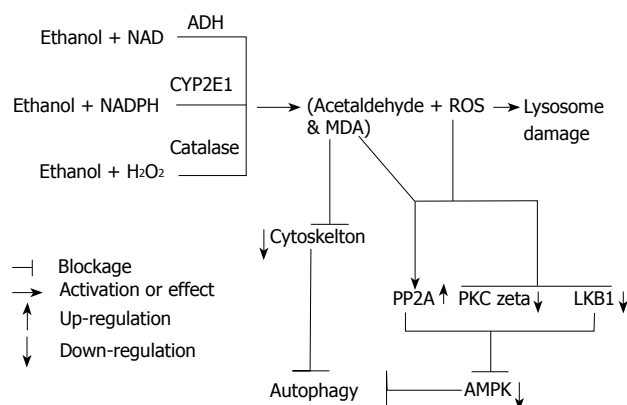 ADH
Ethanol + NAD
CYP2E1
Ethanol + NADPH
(Acetaldehyde + ROS
& MDA)
Lysosome
damage
Catalase
Ethanol + H₂O₂
Cytoskelton
Blockage
Activation or effect
Up-regulation
Down-regulation
PP2A
PKC zeta
LKB1
Autophagy
AMPK